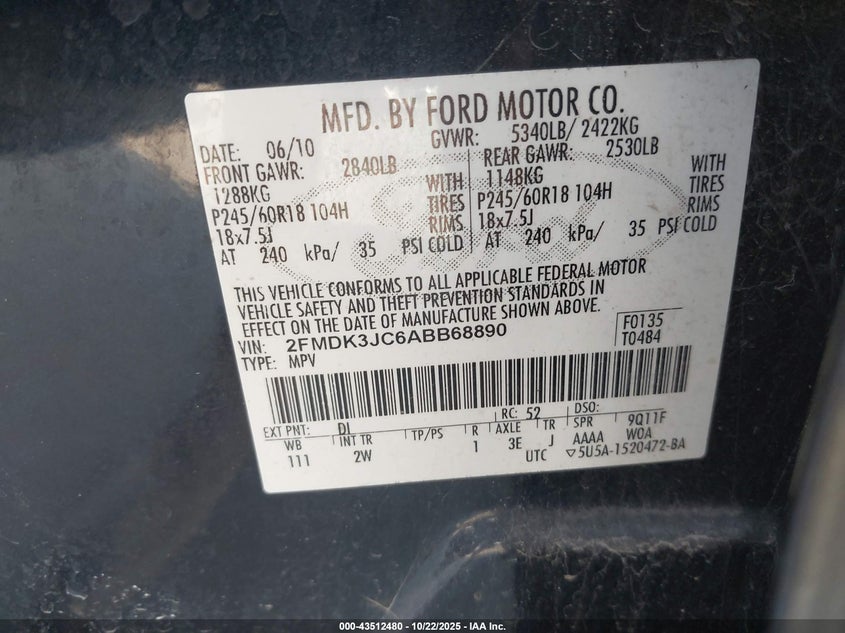 MFD. BY FORD MOTOR CO.
DATE: 06/10 GVWR: 5340LB/ 2422KG
FRONT GAWR: 2840LB REAR GAWR: 2530LB
1288KG WITH 1148KG WITH
P245/60R18 104H TIRES P245/60R18 104H TIRES
18x7.5J RIMS 18x7.5J RIMS
AT 240 kPa/ 35 PSI COLD AT 240 kPa/ 35 PSI COLD
THIS VEHICLE CONFORMS TO ALL APPLICABLE FEDERAL MOTOR
VEHICLE SAFETY AND THEFT PREVENTION STANDARDS IN
EFFECT ON THE DATE OF MANUFACTURE SHOWN ABOVE.
VIN: 2FMDK3JC6ABB68890 F0135
TYPE: MPV T0484
EXT PNT: DI RC: 52 DSO:
WB INT TR TP/PS R AXLE TR SPR 9Q11F
111 2W 1 3E J AAAA WOA
UTC ▽5U5A-1520472-BA
000-43512480 - 10/22/2025 - IAA Inc.